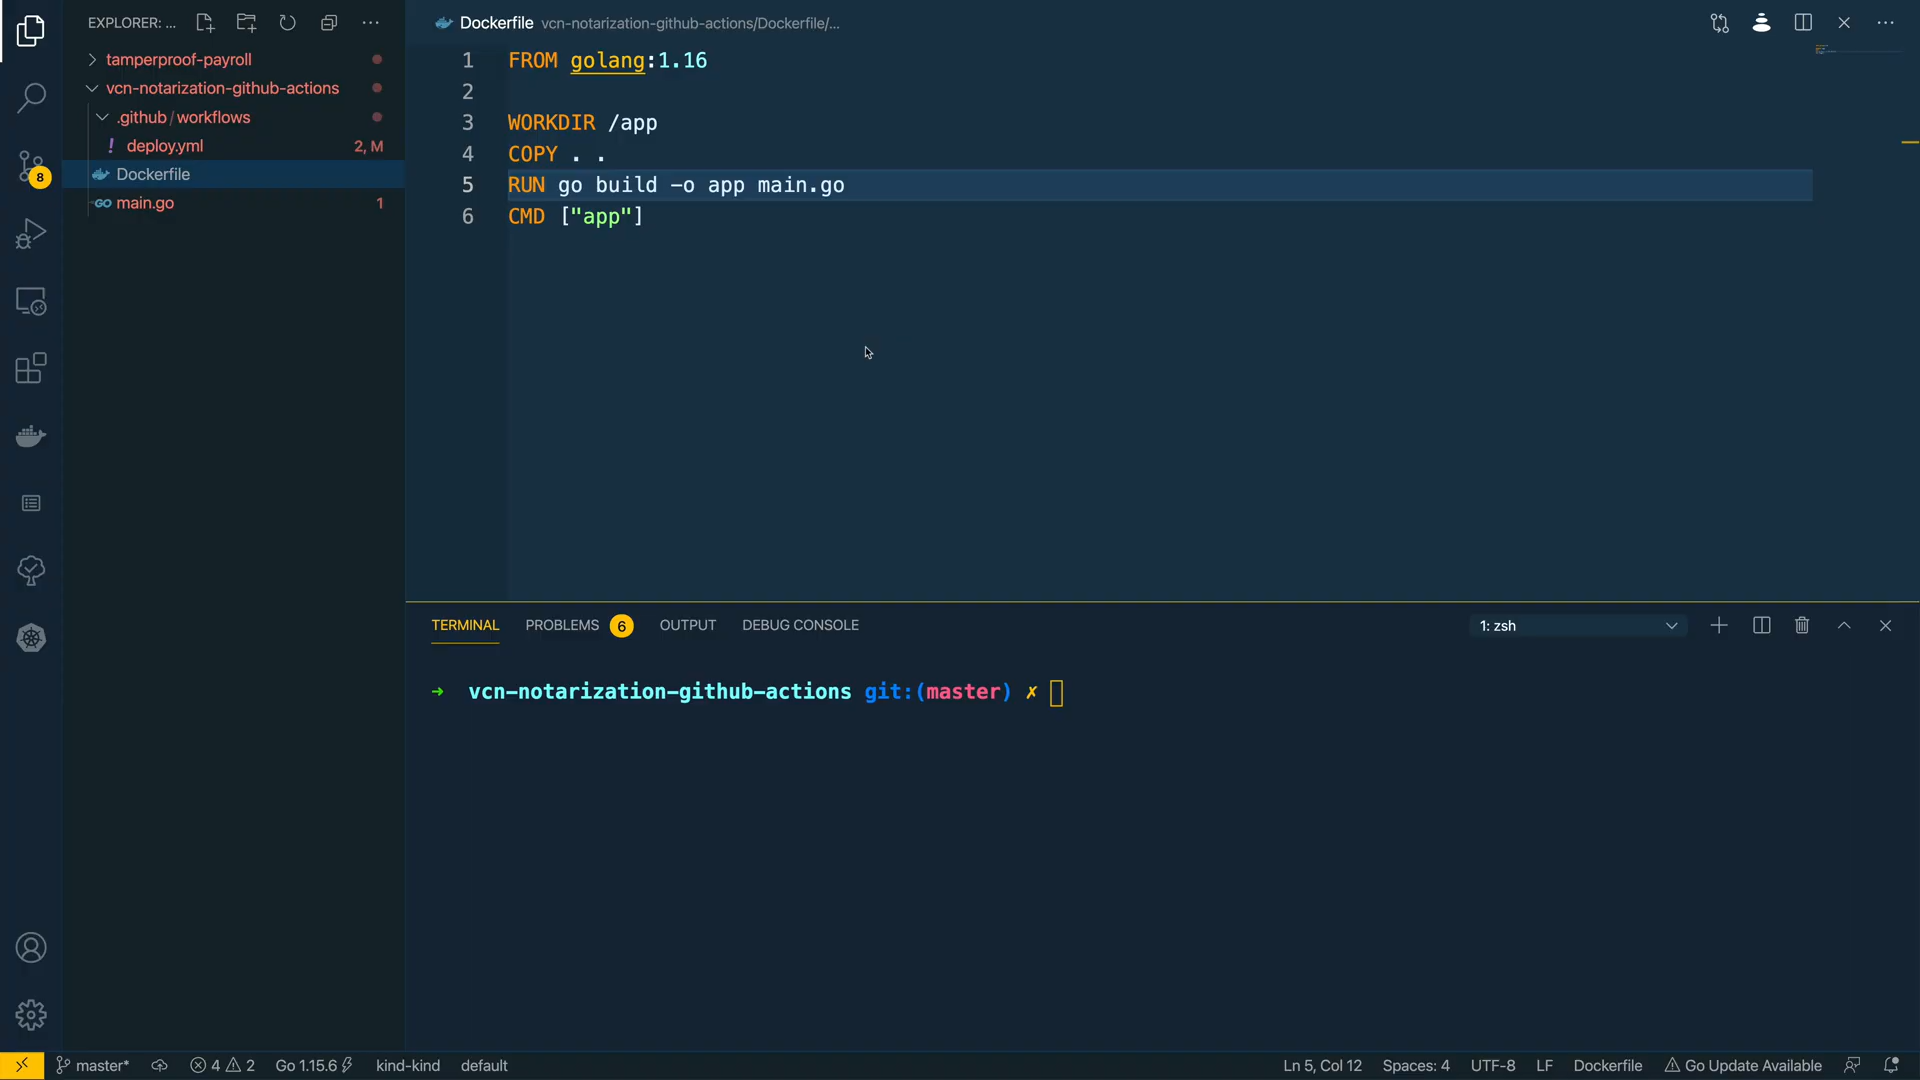 EXPLORER: ...
tamperproof-payroll
vcn-notarization-github-actions
.github / workflows
! deploy.yml 2, M
Dockerfile
GO main.go 1
8
Dockerfile vcn-notarization-github-actions/Dockerfile/...
1 FROM golang:1.16
2
3 WORKDIR /app
4 COPY . .
5 RUN go build -o app main.go
6 CMD ["app"]
TERMINAL PROBLEMS 6 OUTPUT DEBUG CONSOLE 1: zsh
➜ vcn-notarization-github-actions git:(master) ✗
master* 4 2 Go 1.15.6 kind-kind default Ln 5, Col 12 Spaces: 4 UTF-8 LF Dockerfile Go Update Available